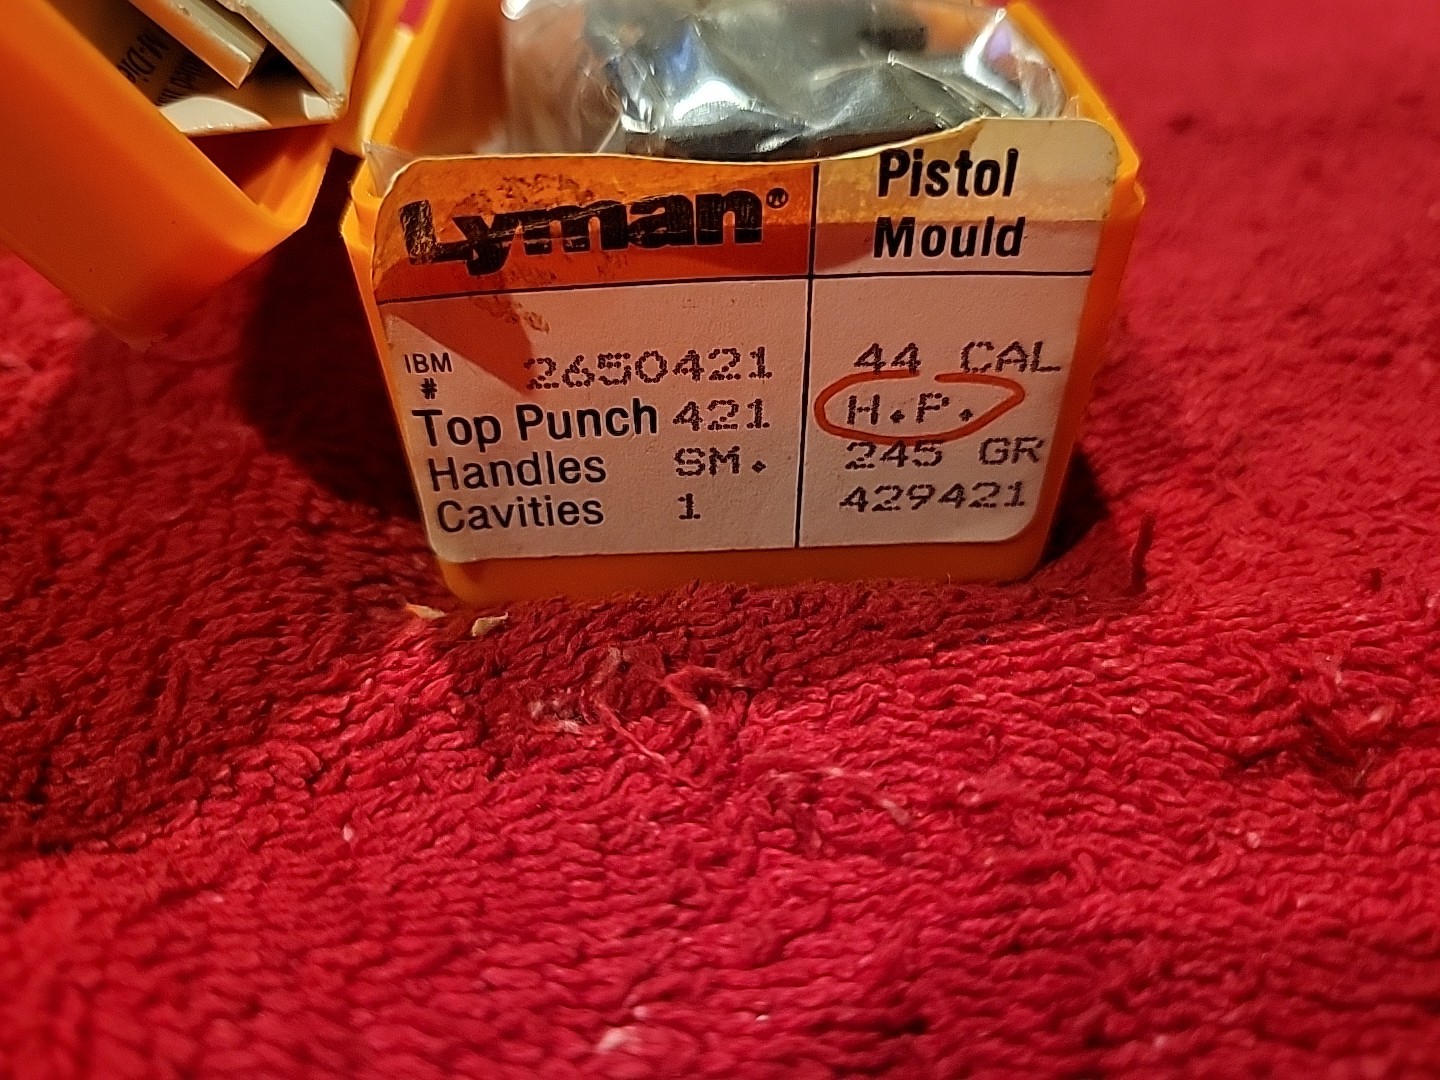 Lyman®
Pistol
Mould
IBM # 2650421
Top Punch 421
Handles SM.
Cavities 1
44 CAL
H.P.
245 GR
429421